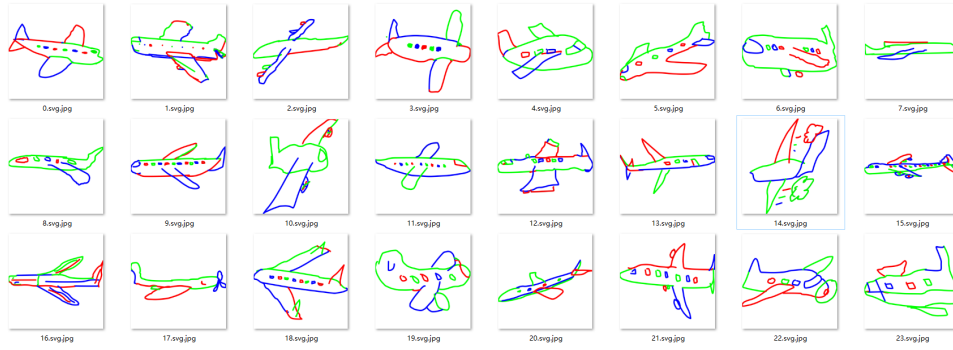 0.svg.jpg 1.svg.jpg 2.svg.jpg 3.svg.jpg 4.svg.jpg 5.svg.jpg 6.svg.jpg 7.svg.jpg
8.svg.jpg 9.svg.jpg 10.svg.jpg 11.svg.jpg 12.svg.jpg 13.svg.jpg 14.svg.jpg 15.svg.jpg
16.svg.jpg 17.svg.jpg 18.svg.jpg 19.svg.jpg 20.svg.jpg 21.svg.jpg 22.svg.jpg 23.svg.jpg